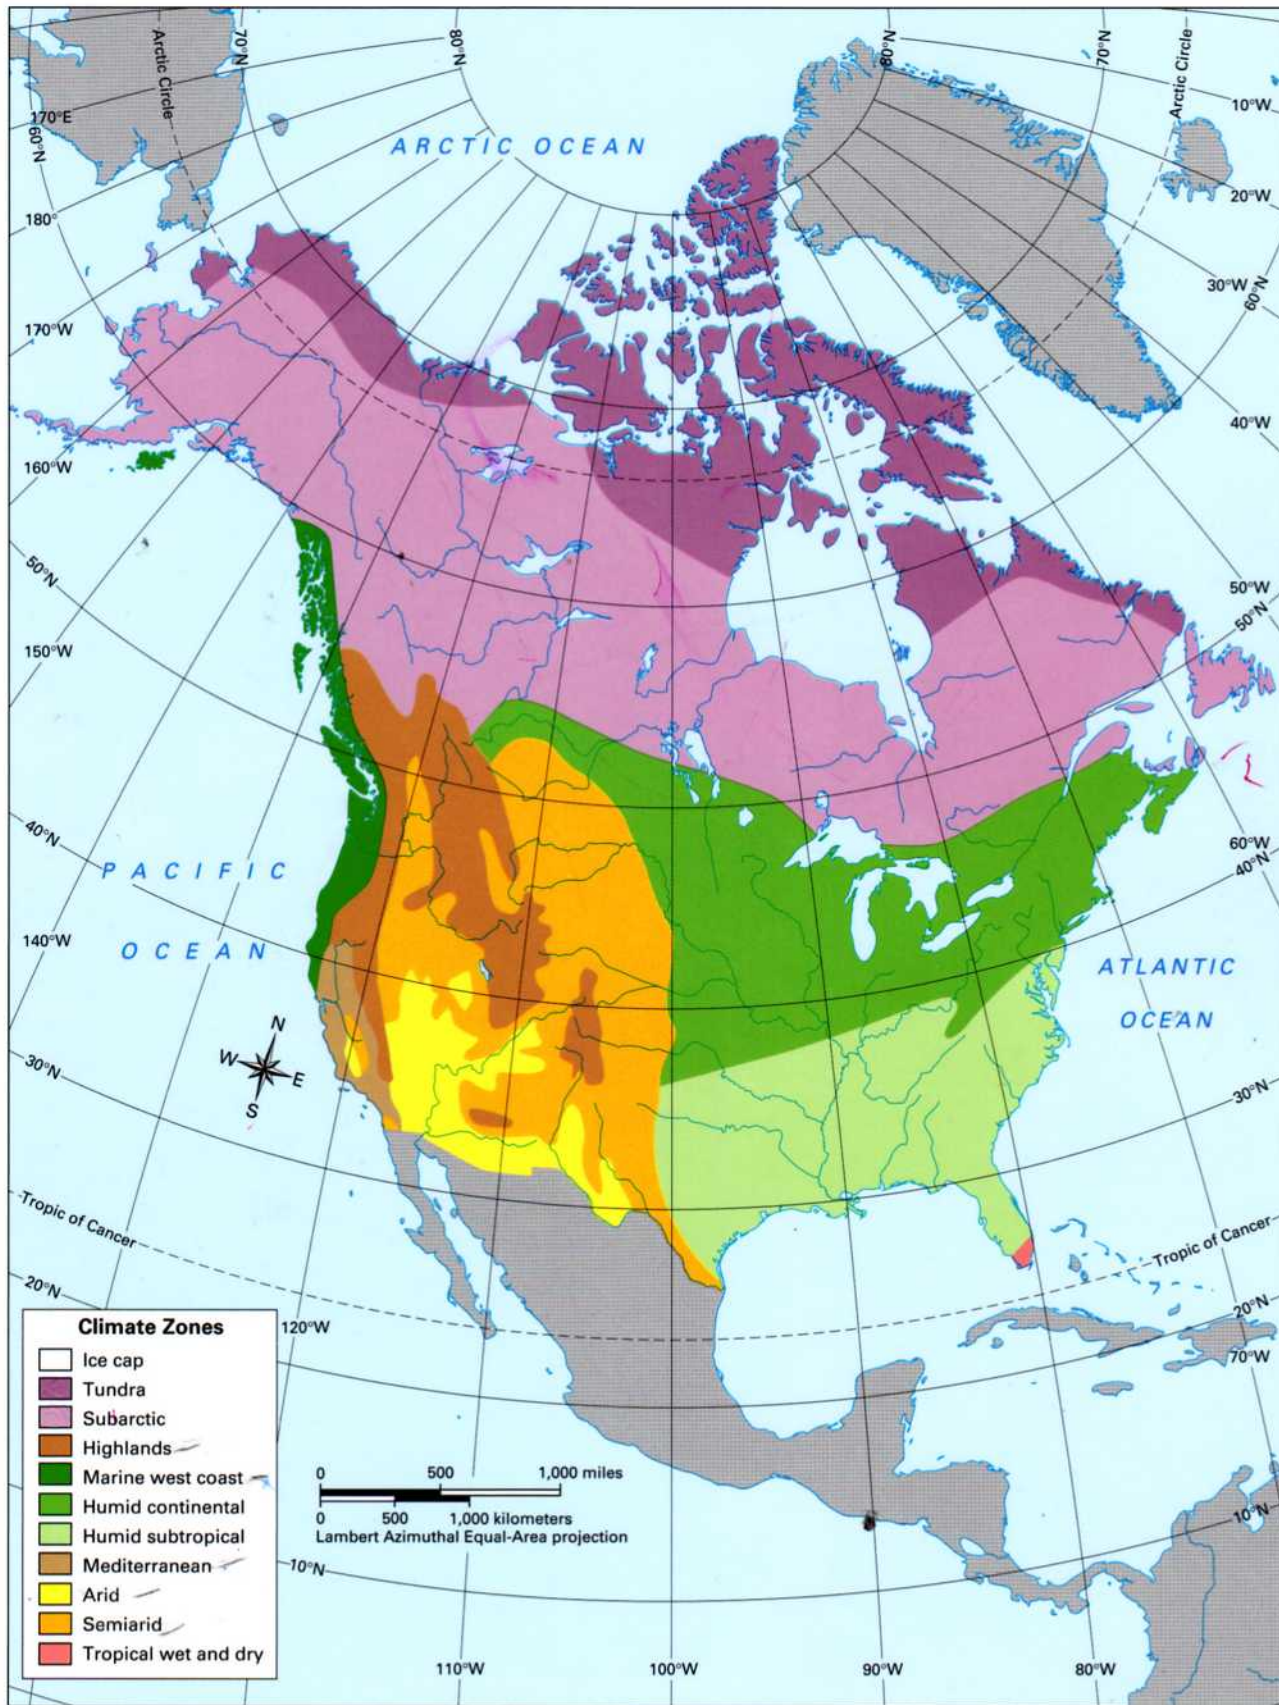 Arctic Circle
70°N
80°N
80°N
70°N
Arctic Circle
10°W
170°E
60°N
ARCTIC OCEAN
20°W
180°
30°W
60°N
170°W
40°W
160°W
50°N
50°W
50°N
150°W
40°N
60°W
40°N
PACIFIC
OCEAN
140°W
ATLANTIC
OCEAN
N
W
E
S
30°N
30°N
Tropic of Cancer
Tropic of Cancer
20°N
20°N
70°W
120°W
Climate Zones
Ice cap
Tundra
Subarctic
Highlands
Marine west coast
Humid continental
Humid subtropical
Mediterranean
Arid
Semiarid
Tropical wet and dry
0 500 1,000 miles
0 500 1,000 kilometers
Lambert Azimuthal Equal-Area projection
10°N
10°N
110°W
100°W
90°W
80°W